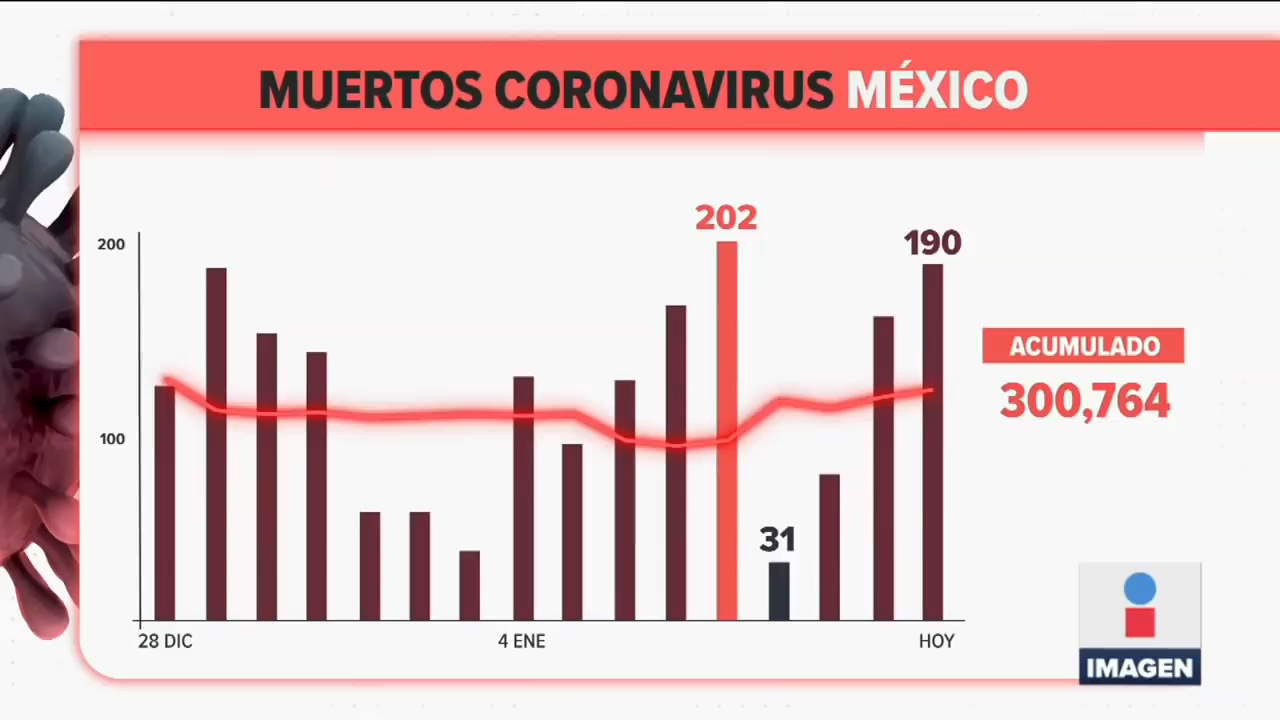 MUERTOS CORONAVIRUS MÉXICO
202
190
200
ACUMULADO
300,764
100
31
28 DIC
4 ENE
HOY
IMAGEN